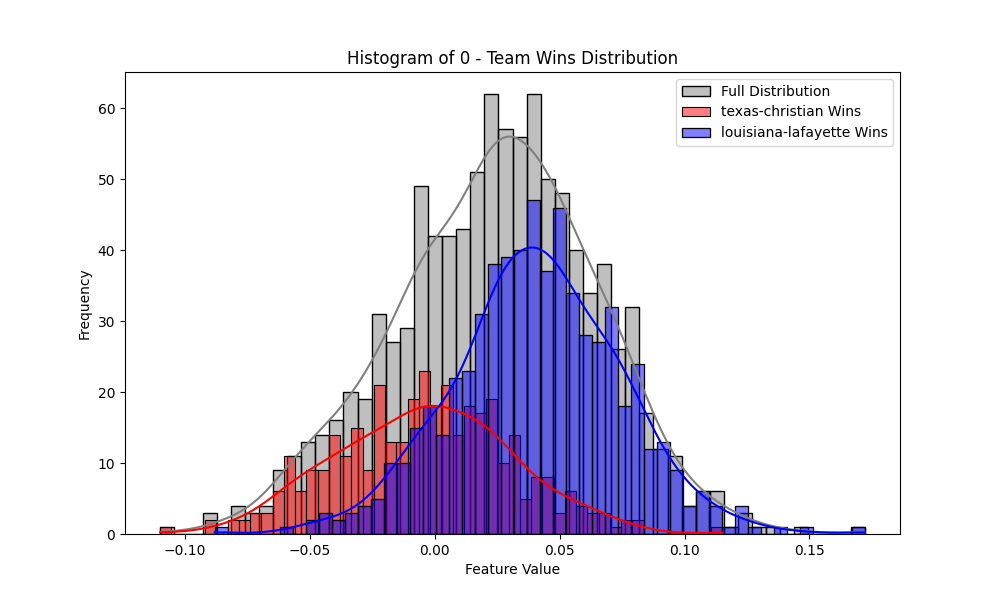 Histogram of 0 - Team Wins Distribution
Full Distribution
texas-christian Wins
louisiana-lafayette Wins
Frequency
60
50
40
30
20
10
0
−0.10
−0.05
0.00
0.05
0.10
0.15
Feature Value